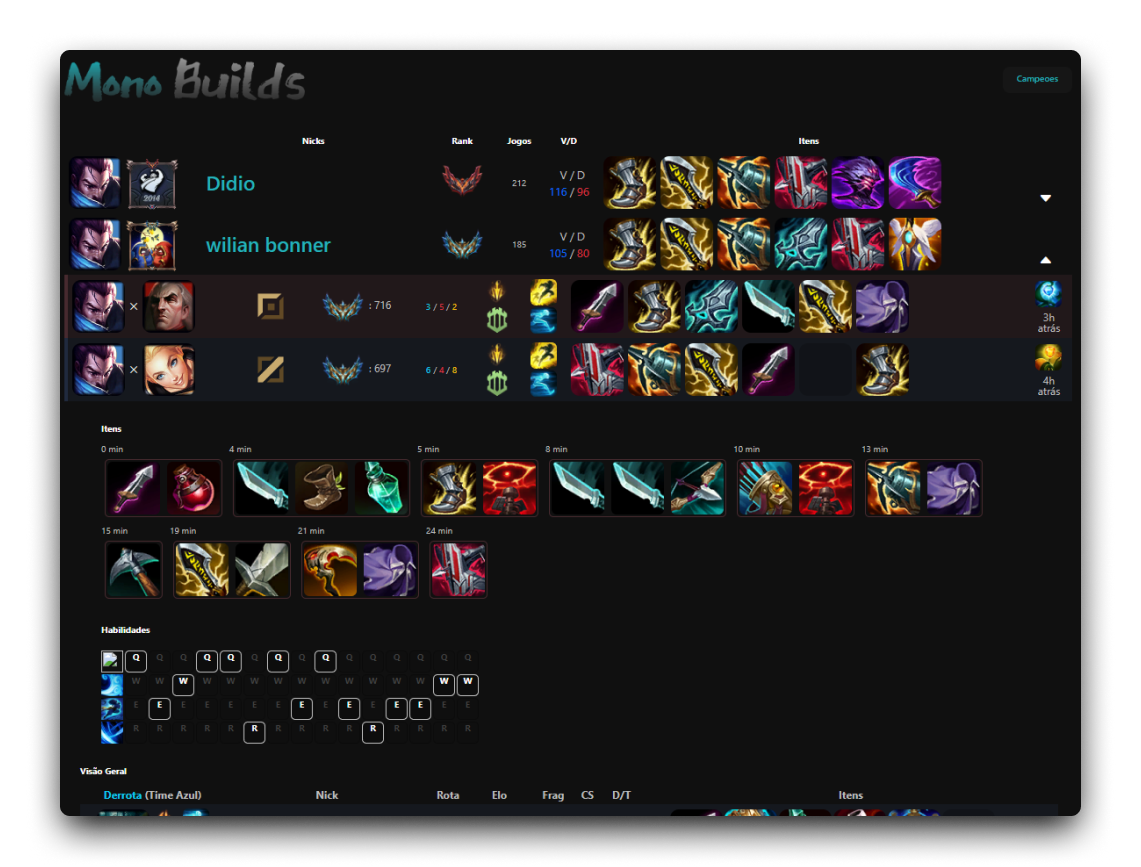 Mono Builds
Campeoes
Nicks Rank Jogos V/D Itens
2014
Didio 212 V / D
116 / 96
wilian bonner 185 V / D
105 / 80
× : 716 3 / 5 / 2 3h
atrás
× : 697 6 / 4 / 8 4h
atrás
Itens
0 min 4 min 5 min 8 min 10 min 13 min
15 min 19 min 21 min 24 min
Habilidades
Q Q Q Q Q Q Q Q Q Q Q Q Q Q Q
W W W W W W W W W W W W W W W
E E E E E E E E E E E E E E E
R R R R R R R R R R R R R R R
Visão Geral
Derrota (Time Azul) Nick Rota Elo Frag CS D/T Itens